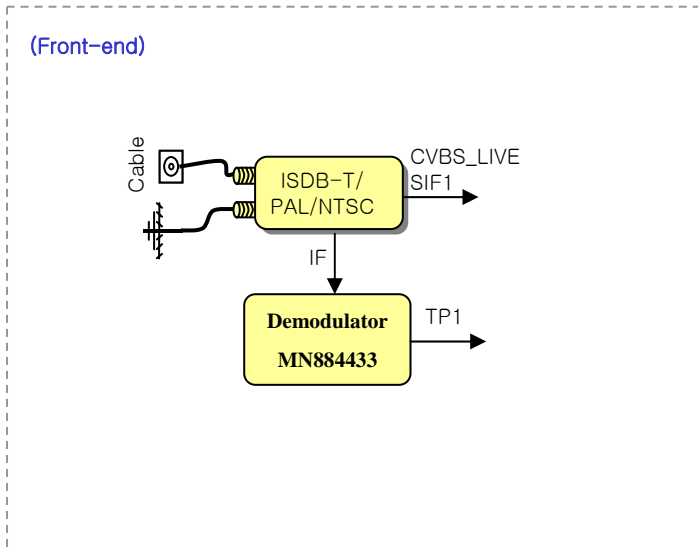 (Front-end)
Cable
ISDB-T/
PAL/NTSC
CVBS_LIVE
SIF1
IF
Demodulator
MN884433
TP1